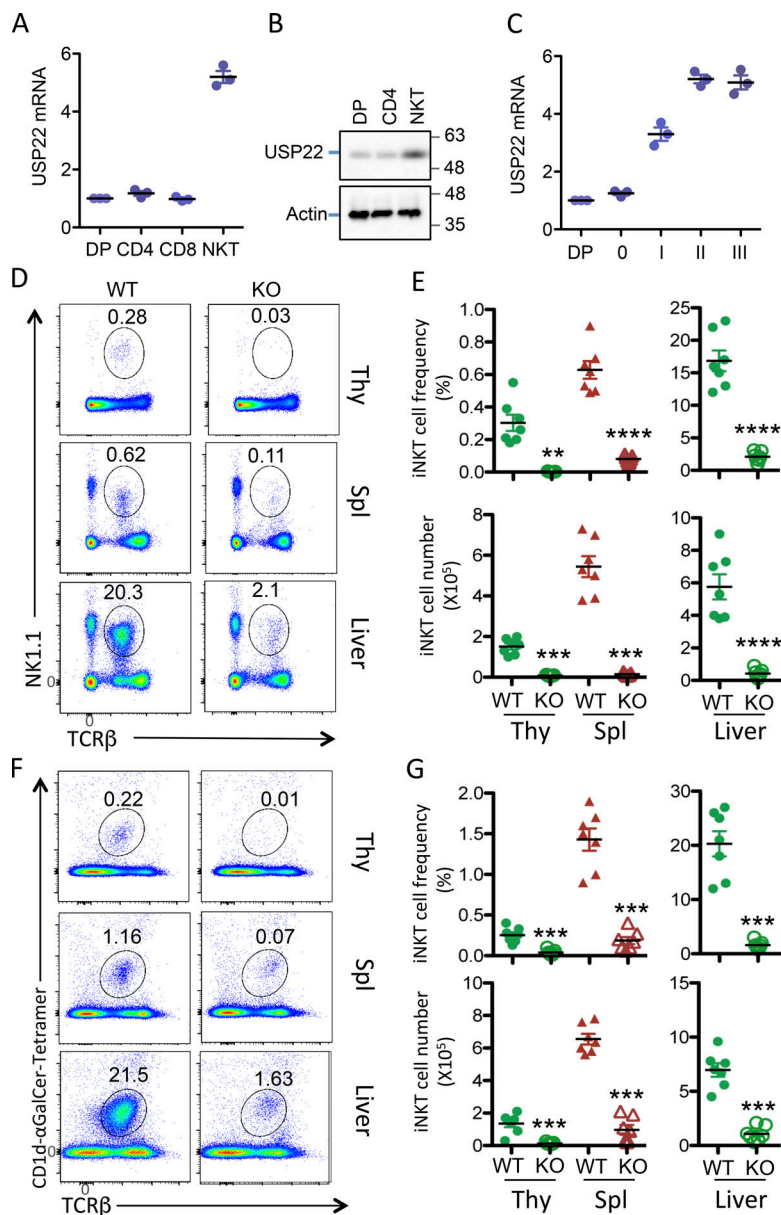 A
USP22 mRNA
6
4
2
0
DP CD4 CD8 NKT
B
DP
CD4
NKT
USP22
63
48
Actin
48
35
C
USP22 mRNA
6
4
2
0
DP 0 I II III
D
WT KO
0.28 0.03
Thy
0.62 0.11
Spl
20.3 2.1
Liver
NK1.1
0
0
TCRβ
E
iNKT cell frequency
(%)
1.0
0.8
0.6
0.4
0.2
0
** ****
25
20
15
10
5
0
****
iNKT cell number
(X10⁵)
8
6
4
2
0
*** ***
10
8
6
4
2
0
****
WT KO WT KO WT KO
Thy Spl Liver
F
0.22 0.01
Thy
1.16 0.07
Spl
21.5 1.63
Liver
CD1d-αGalCer-Tetramer
0
0
TCRβ
G
iNKT cell frequency
(%)
2.0
1.5
1.0
0.5
0.0
*** ***
30
20
10
0
***
iNKT cell number
(X10⁵)
10
8
6
4
2
0
*** ***
15
10
5
0
***
WT KO WT KO WT KO
Thy Spl Liver